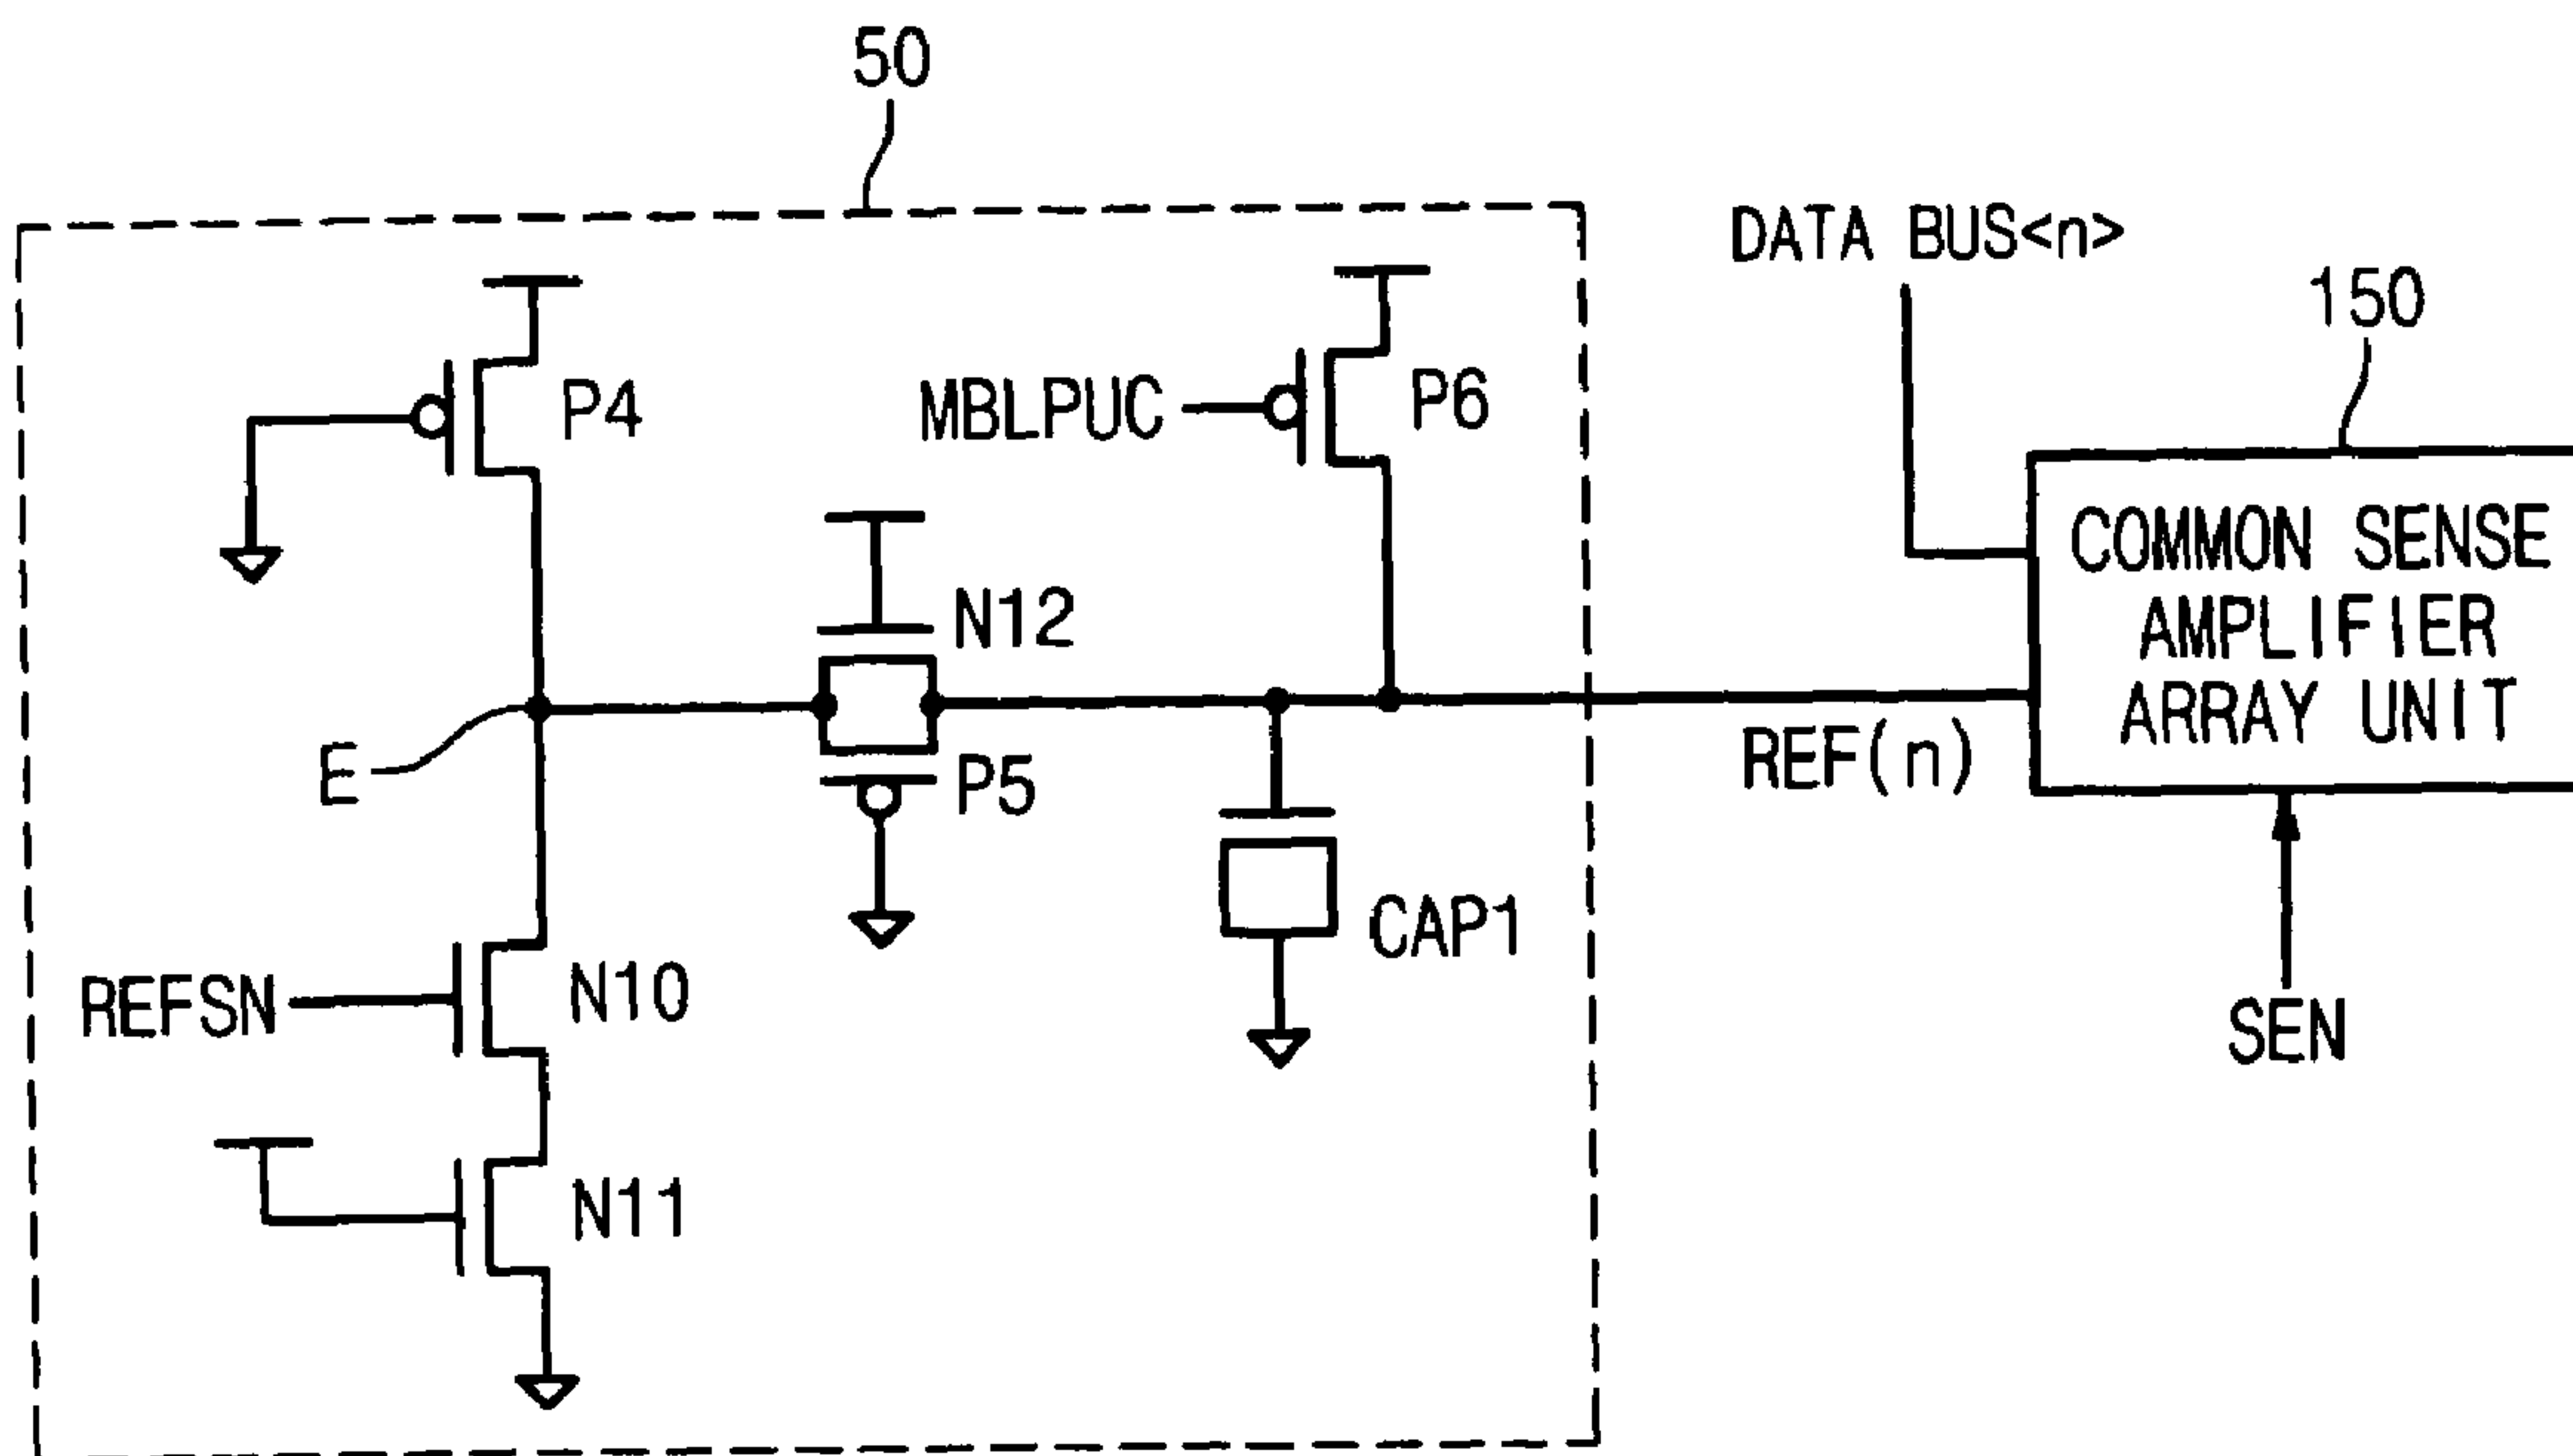 50
DATA BUS<n>
150
P4
MBLPUC
P6
COMMON SENSE
AMPLIFIER
ARRAY UNIT
N12
E
P5
REF(n)
CAP1
REFSN
N10
SEN
N11